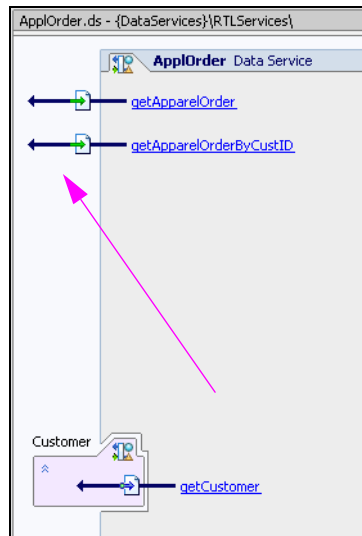 ApplOrder.ds - {DataServices}\RTLServices\
ApplOrder Data Service
getApparelOrder
getApparelOrderByCustID
Customer
getCustomer